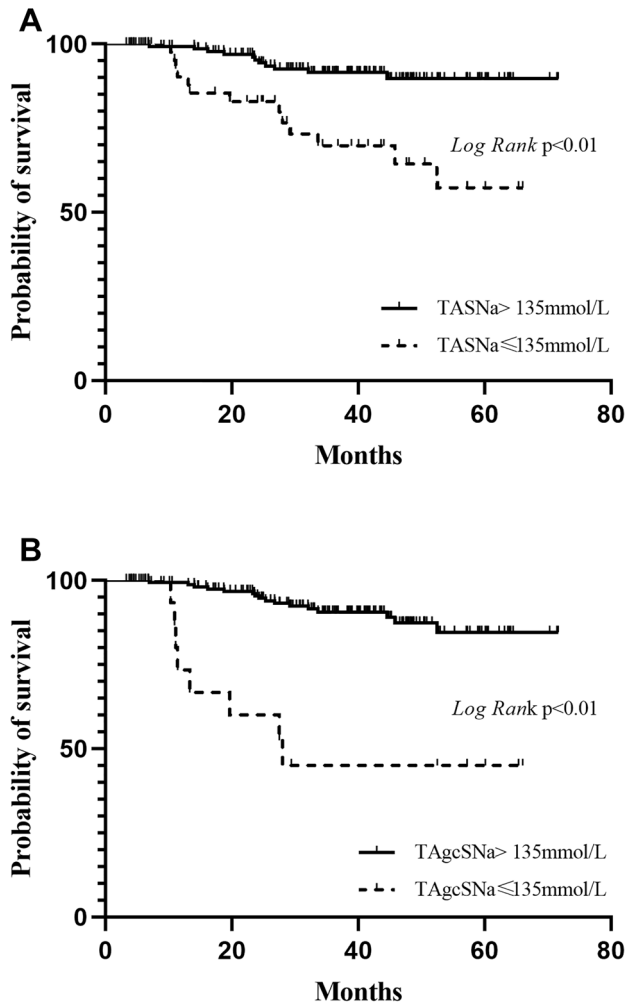 A
100
50
0
Probability of survival
Log Rank p<0.01
TASNa> 135mmol/L
TASNa⩽135mmol/L
0 20 40 60 80
Months
B
100
50
0
Probability of survival
Log Rank p<0.01
TAgcSNa> 135mmol/L
TAgcSNa⩽135mmol/L
0 20 40 60 80
Months